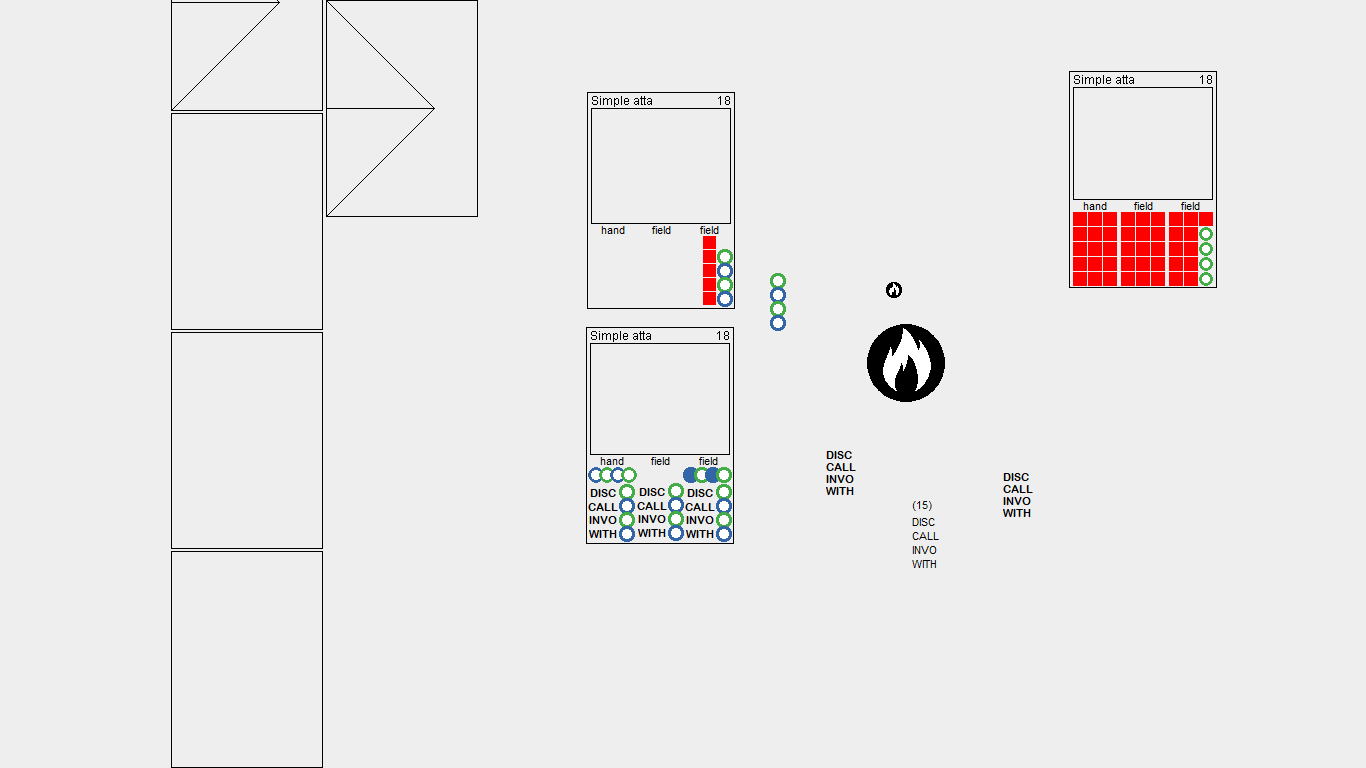 Simple atta 18
hand field field
Simple atta 18
hand field field
DISC DISC DISC
CALL CALL CALL
INVO INVO INVO
WITH WITH WITH
DISC
CALL
INVO
WITH
(15)
DISC
CALL
INVO
WITH
DISC
CALL
INVO
WITH
Simple atta 18
hand field field